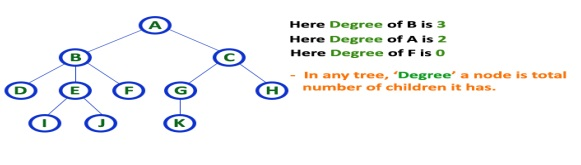 A
B
C
D
E
F
G
H
I
J
K
Here Degree of B is 3
Here Degree of A is 2
Here Degree of F is 0
- In any tree, ‘Degree’ a node is total
number of children it has.